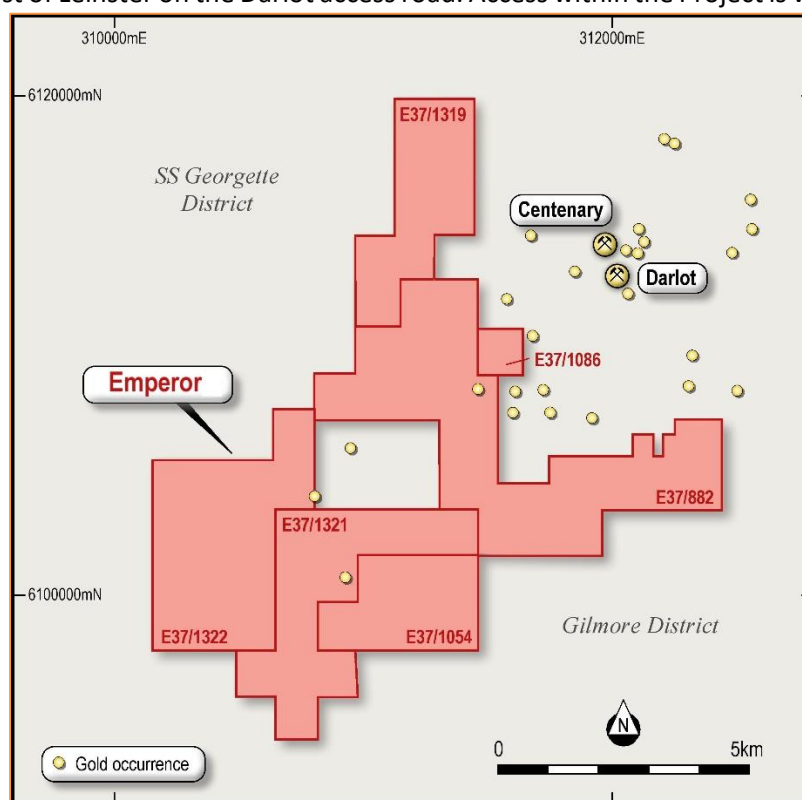 310000mE
312000mE
6120000mN
E37/1319
SS Georgette
District
Centenary
Darlot
E37/1086
Emperor
E37/882
E37/1321
6100000mN
Gilmore District
E37/1322
E37/1054
N
0
5km
Gold occurrence